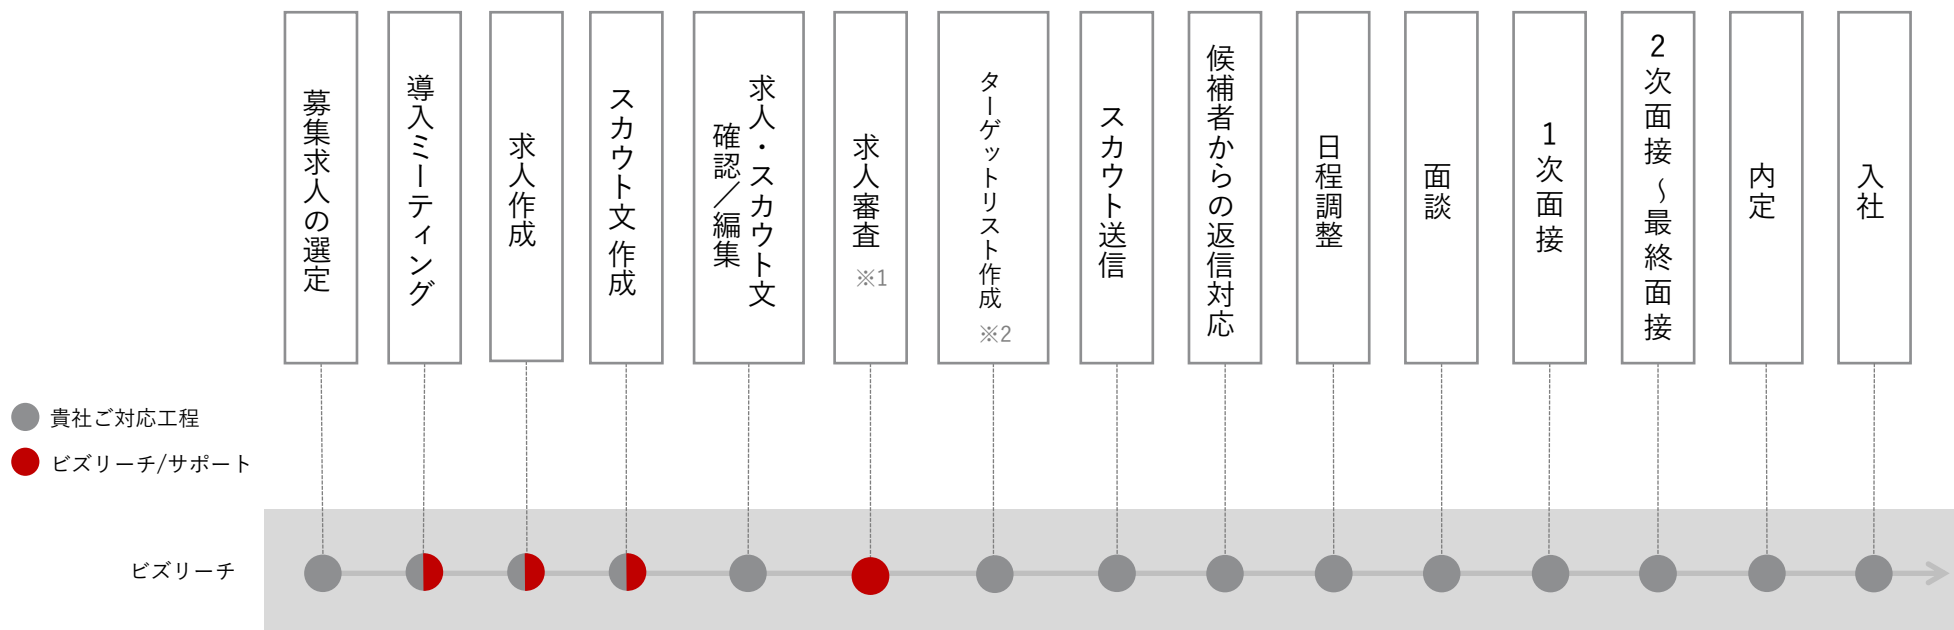 募集求人の選定
導入ミーティング
求人作成
スカウト文 作成
求人・スカウト文
確認／編集
求人審査
※1
ターゲットリスト作成
※2
スカウト送信
候補者からの返信対応
日程調整
面談
1次面接
2次面接～最終面接
内定
入社
貴社ご対応工程
ビズリーチ/サポート
ビズリーチ